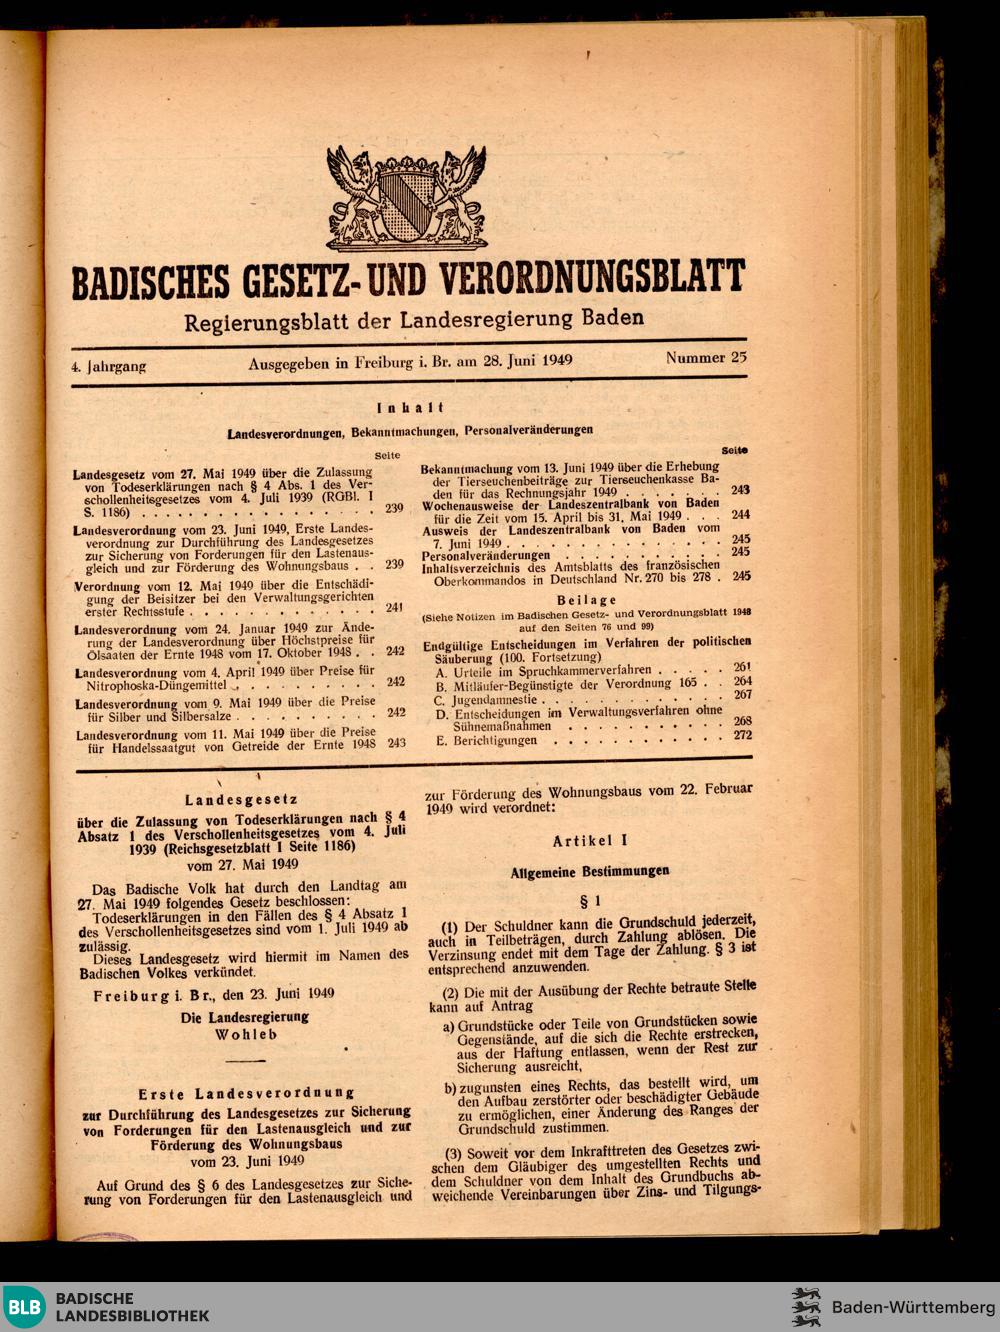 BADISCHES GESETZ- UND VERORDNUNGSBLATT
Regierungsblatt der Landesregierung Baden
4. Jahrgang Ausgegeben in Freiburg i. Br. am 28. Juni 1949 Nummer 25
Inhalt
Landesverordnungen, Bekanntmachungen, Personalveränderungen
Seite
Landesgesetz vom 27. Mai 1949 über die Zulassung
von Todeserklärungen nach § 4 Abs. 1 des Ver-
schollenheitsgesetzes vom 4. Juli 1939 (RGBl. I
S. 1186) . . . . . . . . . . . . . . . . 239
Landesverordnung vom 23. Juni 1949, Erste Landes-
verordnung zur Durchführung des Landesgesetzes
zur Sicherung von Forderungen für den Lastenaus-
gleich und zur Förderung des Wohnungsbaus . . 239
Verordnung vom 12. Mai 1949 über die Entschädi-
gung der Beisitzer bei den Verwaltungsgerichten
erster Rechtsstufe . . . . . . . . . . . . 241
Landesverordnung vom 24. Januar 1949 zur Ände-
rung der Landesverordnung über Höchstpreise für
Ölsaaten der Ernte 1948 vom 17. Oktober 1948 . . 242
Landesverordnung vom 4. April 1949 über Preise für
Nitrophoska-Düngemittel . . . . . . . . . . 242
Landesverordnung vom 9. Mai 1949 über die Preise
für Silber und Silbersalze . . . . . . . . . . 242
Landesverordnung vom 11. Mai 1949 über die Preise
für Handelssaatgut von Getreide der Ernte 1948 243
Seite
Bekanntmachung vom 13. Juni 1949 über die Erhebung
der Tierseuchenbeiträge zur Tierseuchenkasse Ba-
den für das Rechnungsjahr 1949 . . . . . . . 243
Wochenausweise der Landeszentralbank von Baden
für die Zeit vom 15. April bis 31. Mai 1949 . . . 244
Ausweis der Landeszentralbank von Baden vom
7. Juni 1949 . . . . . . . . . . . . . . 245
Personalveränderungen . . . . . . . . . . . 245
Inhaltsverzeichnis des Amtsblatts des französischen
Oberkommandos in Deutschland Nr. 270 bis 278 . 245
Beilage
(Siehe Notizen im Badischen Gesetz- und Verordnungsblatt 1948
auf den Seiten 76 und 99)
Endgültige Entscheidungen im Verfahren der politischen
Säuberung (100. Fortsetzung)
A. Urteile im Spruchkammerverfahren . . . . . 261
B. Mitläufer-Begünstigte der Verordnung 165 . . 264
C. Jugendamnestie . . . . . . . . . . . . 267
D. Entscheidungen im Verwaltungsverfahren ohne
Sühnemaßnahmen . . . . . . . . . . 268
E. Berichtigungen . . . . . . . . . . . 272
Landesgesetz
über die Zulassung von Todeserklärungen nach § 4
Absatz 1 des Verschollenheitsgesetzes vom 4. Juli
1939 (Reichsgesetzblatt I Seite 1186)
vom 27. Mai 1949
Das Badische Volk hat durch den Landtag am
27. Mai 1949 folgendes Gesetz beschlossen:
Todeserklärungen in den Fällen des § 4 Absatz 1
des Verschollenheitsgesetzes sind vom 1. Juli 1949 ab
zulässig.
Dieses Landesgesetz wird hiermit im Namen des
Badischen Volkes verkündet.
Freiburg i. Br., den 23. Juni 1949
Die Landesregierung
Wohleb
Erste Landesverordnung
zur Durchführung des Landesgesetzes zur Sicherung
von Forderungen für den Lastenausgleich und zur
Förderung des Wohnungsbaus
vom 23. Juni 1949
Auf Grund des § 6 des Landesgesetzes zur Siche-
rung von Forderungen für den Lastenausgleich und
zur Förderung des Wohnungsbaus vom 22. Februar
1949 wird verordnet:
Artikel I
Allgemeine Bestimmungen
§ 1
(1) Der Schuldner kann die Grundschuld jederzeit,
auch in Teilbeträgen, durch Zahlung ablösen. Die
Verzinsung endet mit dem Tage der Zahlung. § 3 ist
entsprechend anzuwenden.
(2) Die mit der Ausübung der Rechte betraute Stelle
kann auf Antrag
a) Grundstücke oder Teile von Grundstücken sowie
Gegenstände, auf die sich die Rechte erstrecken,
aus der Haftung entlassen, wenn der Rest zur
Sicherung ausreicht,
b) zugunsten eines Rechts, das bestellt wird, um
den Aufbau zerstörter oder beschädigter Gebäude
zu ermöglichen, einer Änderung des Ranges der
Grundschuld zustimmen.
(3) Soweit vor dem Inkrafttreten des Gesetzes zwi-
schen dem Gläubiger des umgestellten Rechts und
dem Schuldner von dem Inhalt des Grundbuchs ab-
weichende Vereinbarungen über Zins- und Tilgungs-
BLB
BADISCHE
LANDESBIBLIOTHEK
Baden-Württemberg